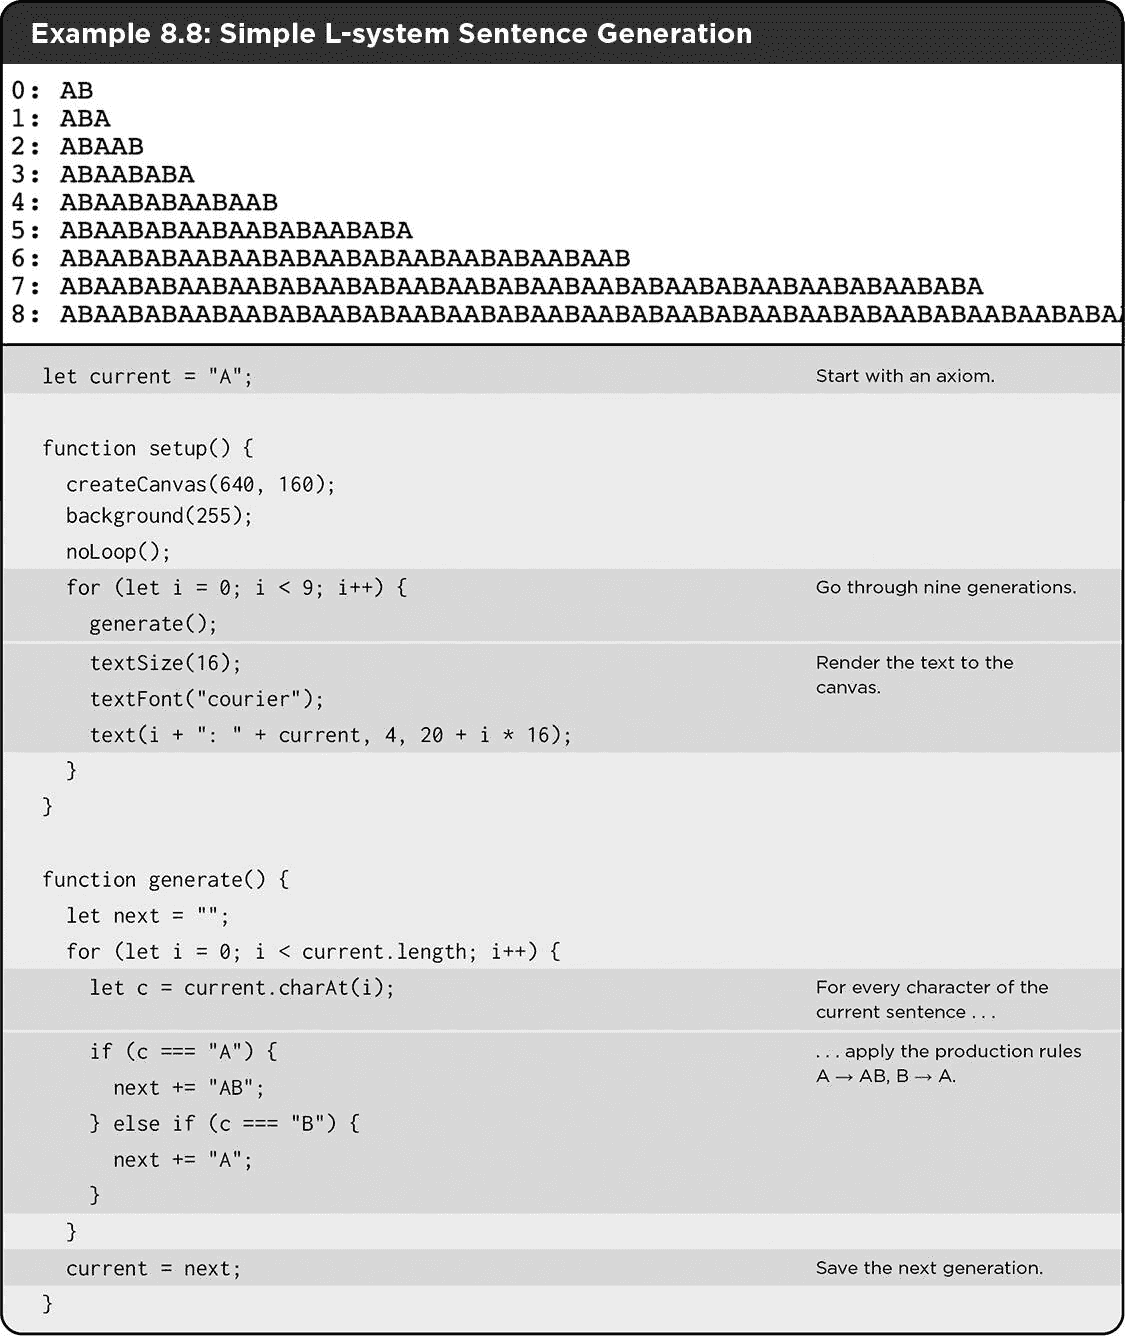 Example 8.8: Simple L-system Sentence Generation
0: AB
1: ABA
2: ABAAB
3: ABAABABA
4: ABAABABAABAAB
5: ABAABABAABAABABAABABA
6: ABAABABAABAABABAABABAABAABABAABAAB
7: ABAABABAABAABABAABABAABAABABAABAABABAABABAABAABABAABABA
8: ABAABABAABAABABAABABAABAABABAABAABABAABABAABAABABAABABAABAABABA
let current = "A";
Start with an axiom.
function setup() {
createCanvas(640, 160);
background(255);
noLoop();
for (let i = 0; i < 9; i++) {
Go through nine generations.
generate();
textSize(16);
Render the text to the
canvas.
textFont("courier");
text(i + ": " + current, 4, 20 + i * 16);
}
}
function generate() {
let next = "";
for (let i = 0; i < current.length; i++) {
let c = current.charAt(i);
For every character of the
current sentence . . .
if (c === "A") {
. . . apply the production rules
A → AB, B → A.
next += "AB";
} else if (c === "B") {
next += "A";
}
}
current = next;
Save the next generation.
}